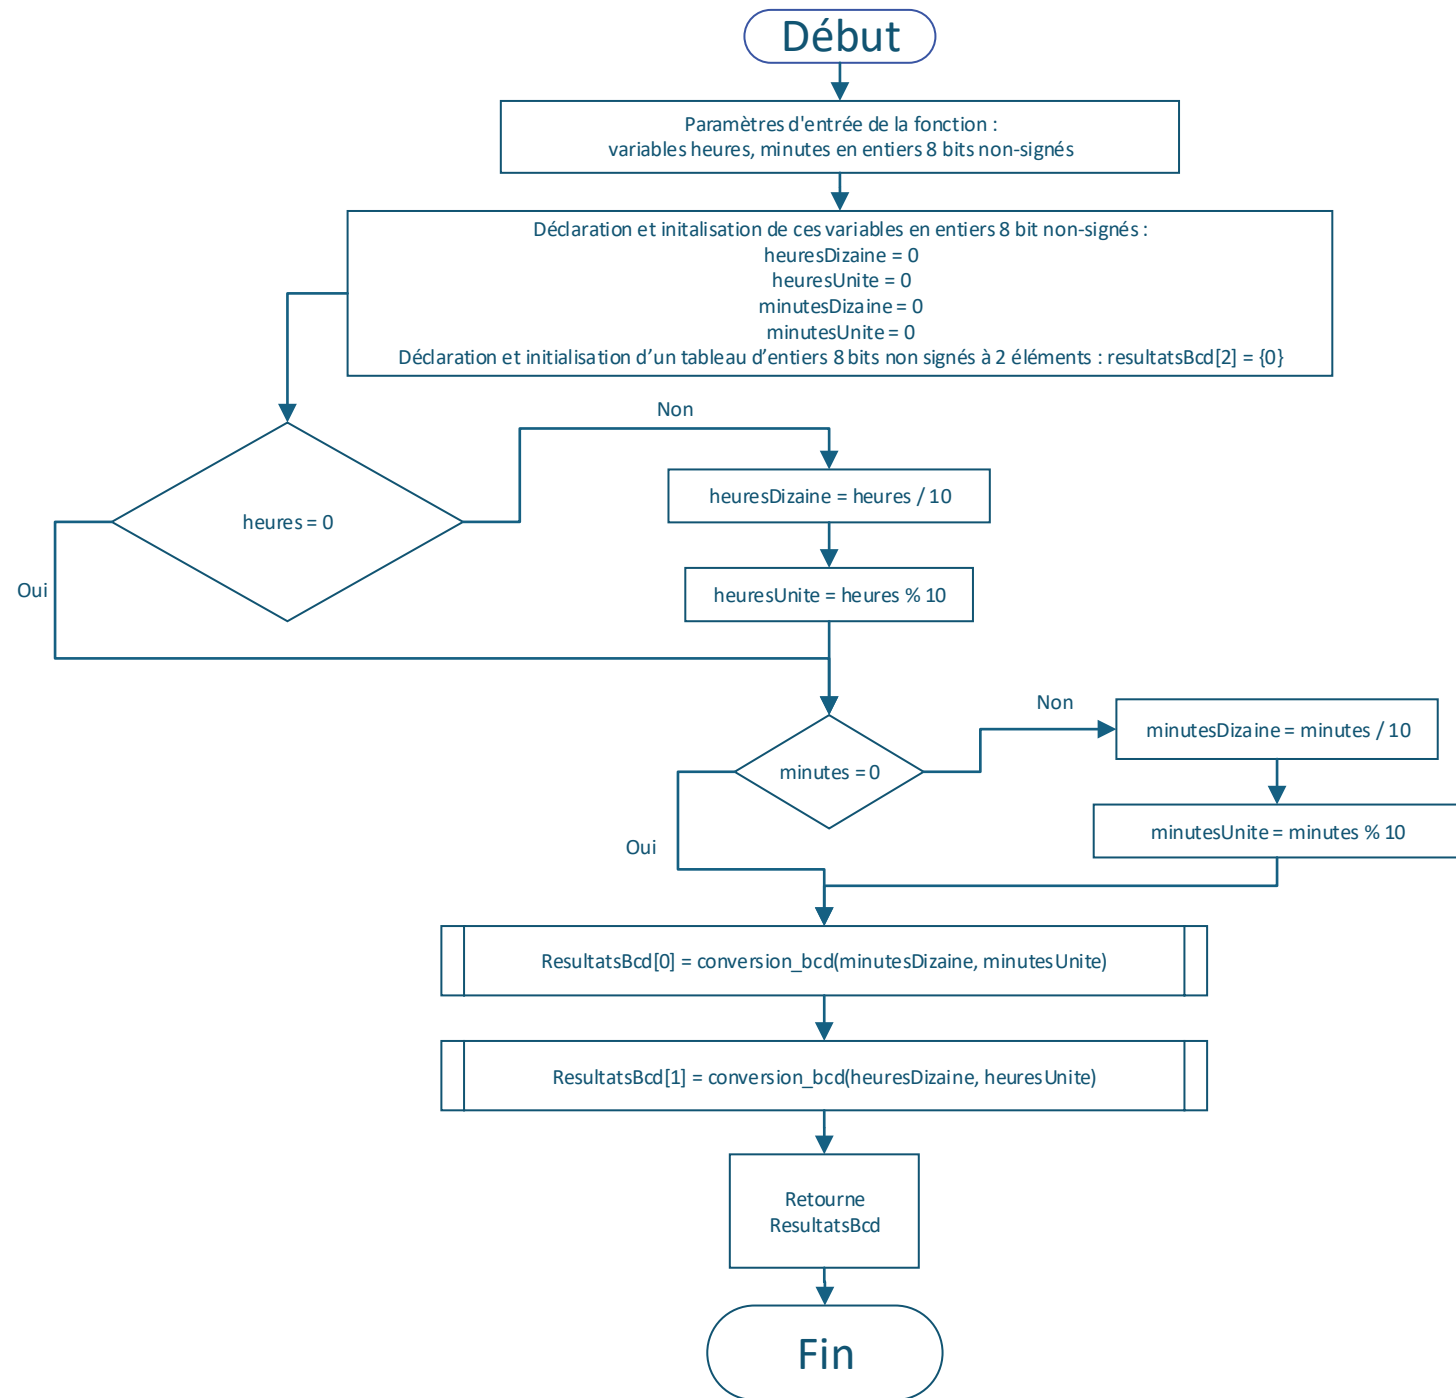 Début
Paramètres d'entrée de la fonction :
variables heures, minutes en entiers 8 bits non-signés
Déclaration et initalisation de ces variables en entiers 8 bit non-signés :
heuresDizaine = 0
heuresUnite = 0
minutesDizaine = 0
minutesUnite = 0
Déclaration et initialisation d’un tableau d’entiers 8 bits non signés à 2 éléments : resultatsBcd[2] = {0}
Non
heures = 0
heuresDizaine = heures / 10
Oui
heuresUnite = heures % 10
Non
minutesDizaine = minutes / 10
minutes = 0
minutesUnite = minutes % 10
Oui
ResultatsBcd[0] = conversion_bcd(minutesDizaine, minutesUnite)
ResultatsBcd[1] = conversion_bcd(heuresDizaine, heuresUnite)
Retourne
ResultatsBcd
Fin